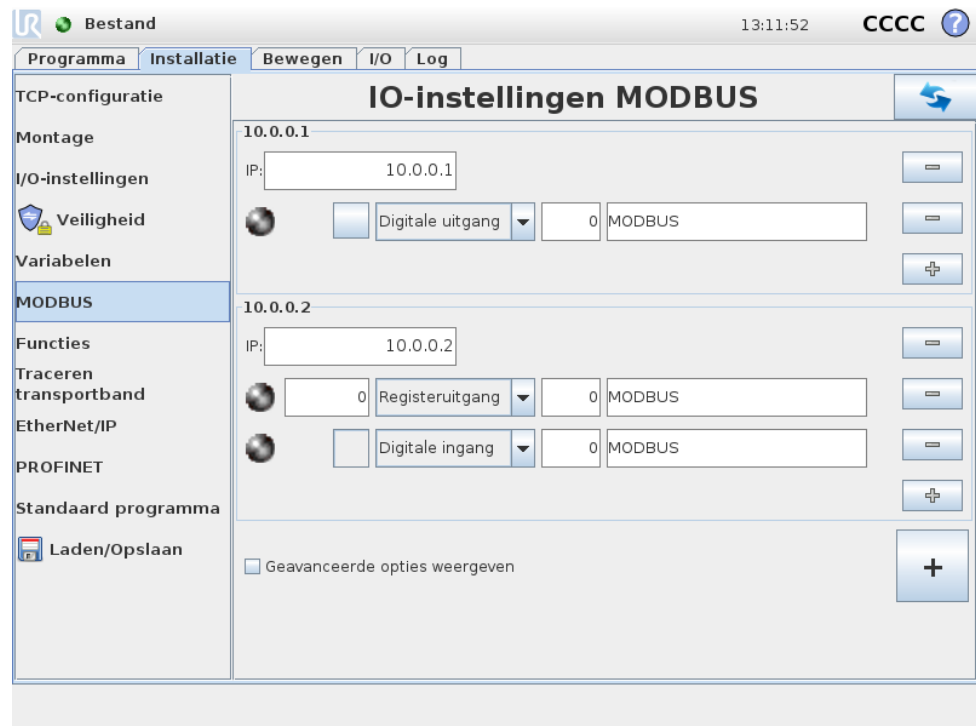 UR Bestand 13:11:52 CCCC ?
Programma Installatie Bewegen I/O Log
TCP-configuratie
Montage
I/O-instellingen
Veiligheid
Variabelen
MODBUS
Functies
Traceren
transportband
EtherNet/IP
PROFINET
Standaard programma
Laden/Opslaan
IO-instellingen MODBUS
10.0.0.1
IP: 10.0.0.1
Digitale uitgang 0 MODBUS
10.0.0.2
IP: 10.0.0.2
0 Registeruitgang 0 MODBUS
Digitale ingang 0 MODBUS
Geavanceerde opties weergeven +